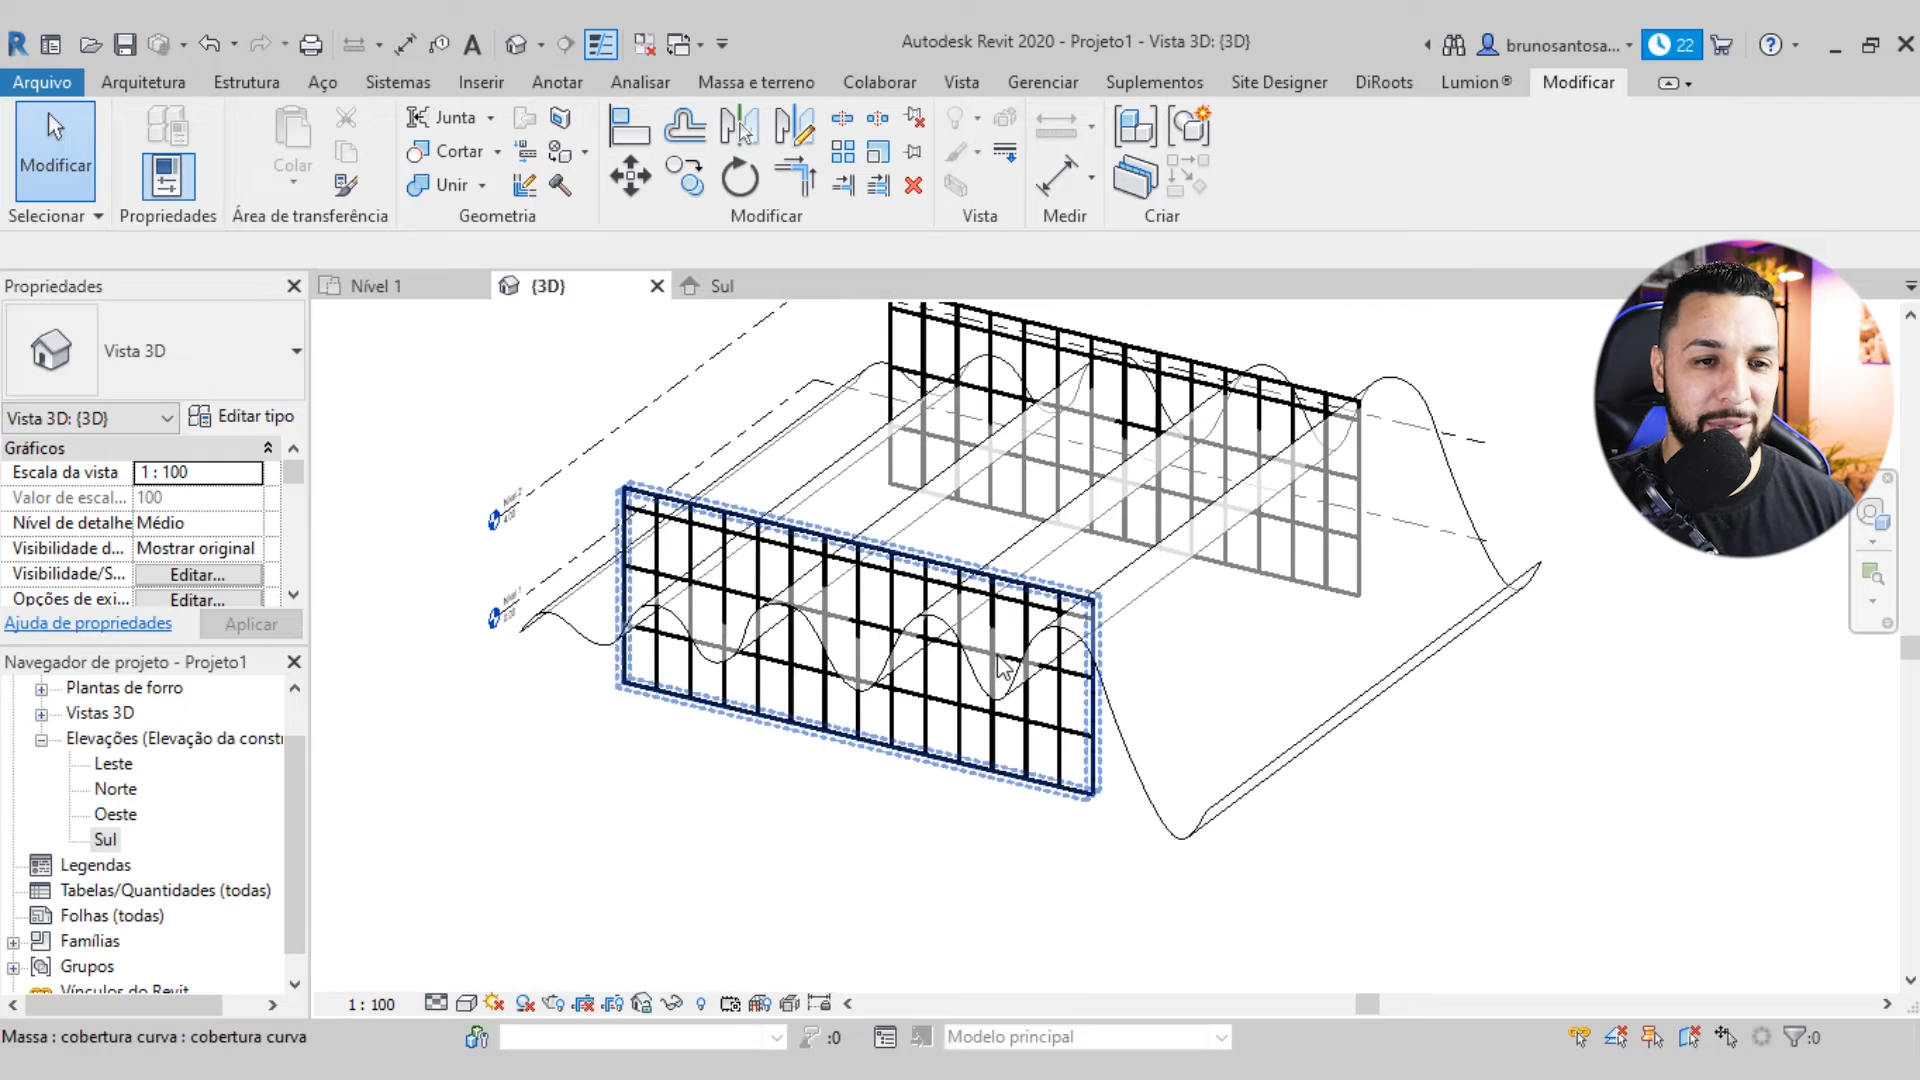 Autodesk Revit 2020 - Projeto1 - Vista 3D: {3D}
brunosantosa...
22
Arquivo
Arquitetura
Estrutura
Aço
Sistemas
Inserir
Anotar
Analisar
Massa e terreno
Colaborar
Vista
Gerenciar
Suplementos
Site Designer
DiRoots
Lumion®
Modificar
Modificar
Colar
Junta
Cortar
Unir
Selecionar
Propriedades
Área de transferência
Geometria
Modificar
Vista
Medir
Criar
Propriedades
Nível 1
{3D}
Sul
Vista 3D
Vista 3D: {3D}
Editar tipo
Gráficos
Escala da vista 1 : 100
Valor de escal... 100
Nível de detalhe Médio
Visibilidade d... Mostrar original
Visibilidade/S... Editar...
Opções de exi... Editar...
Ajuda de propriedades
Aplicar
Navegador de projeto - Projeto1
Plantas de forro
Vistas 3D
Elevações (Elevação da constr
Leste
Norte
Oeste
Sul
Legendas
Tabelas/Quantidades (todas)
Folhas (todas)
Famílias
Grupos
Vínculos do Revit
1 : 100
Massa : cobertura curva : cobertura curva
:0
Modelo principal
:0